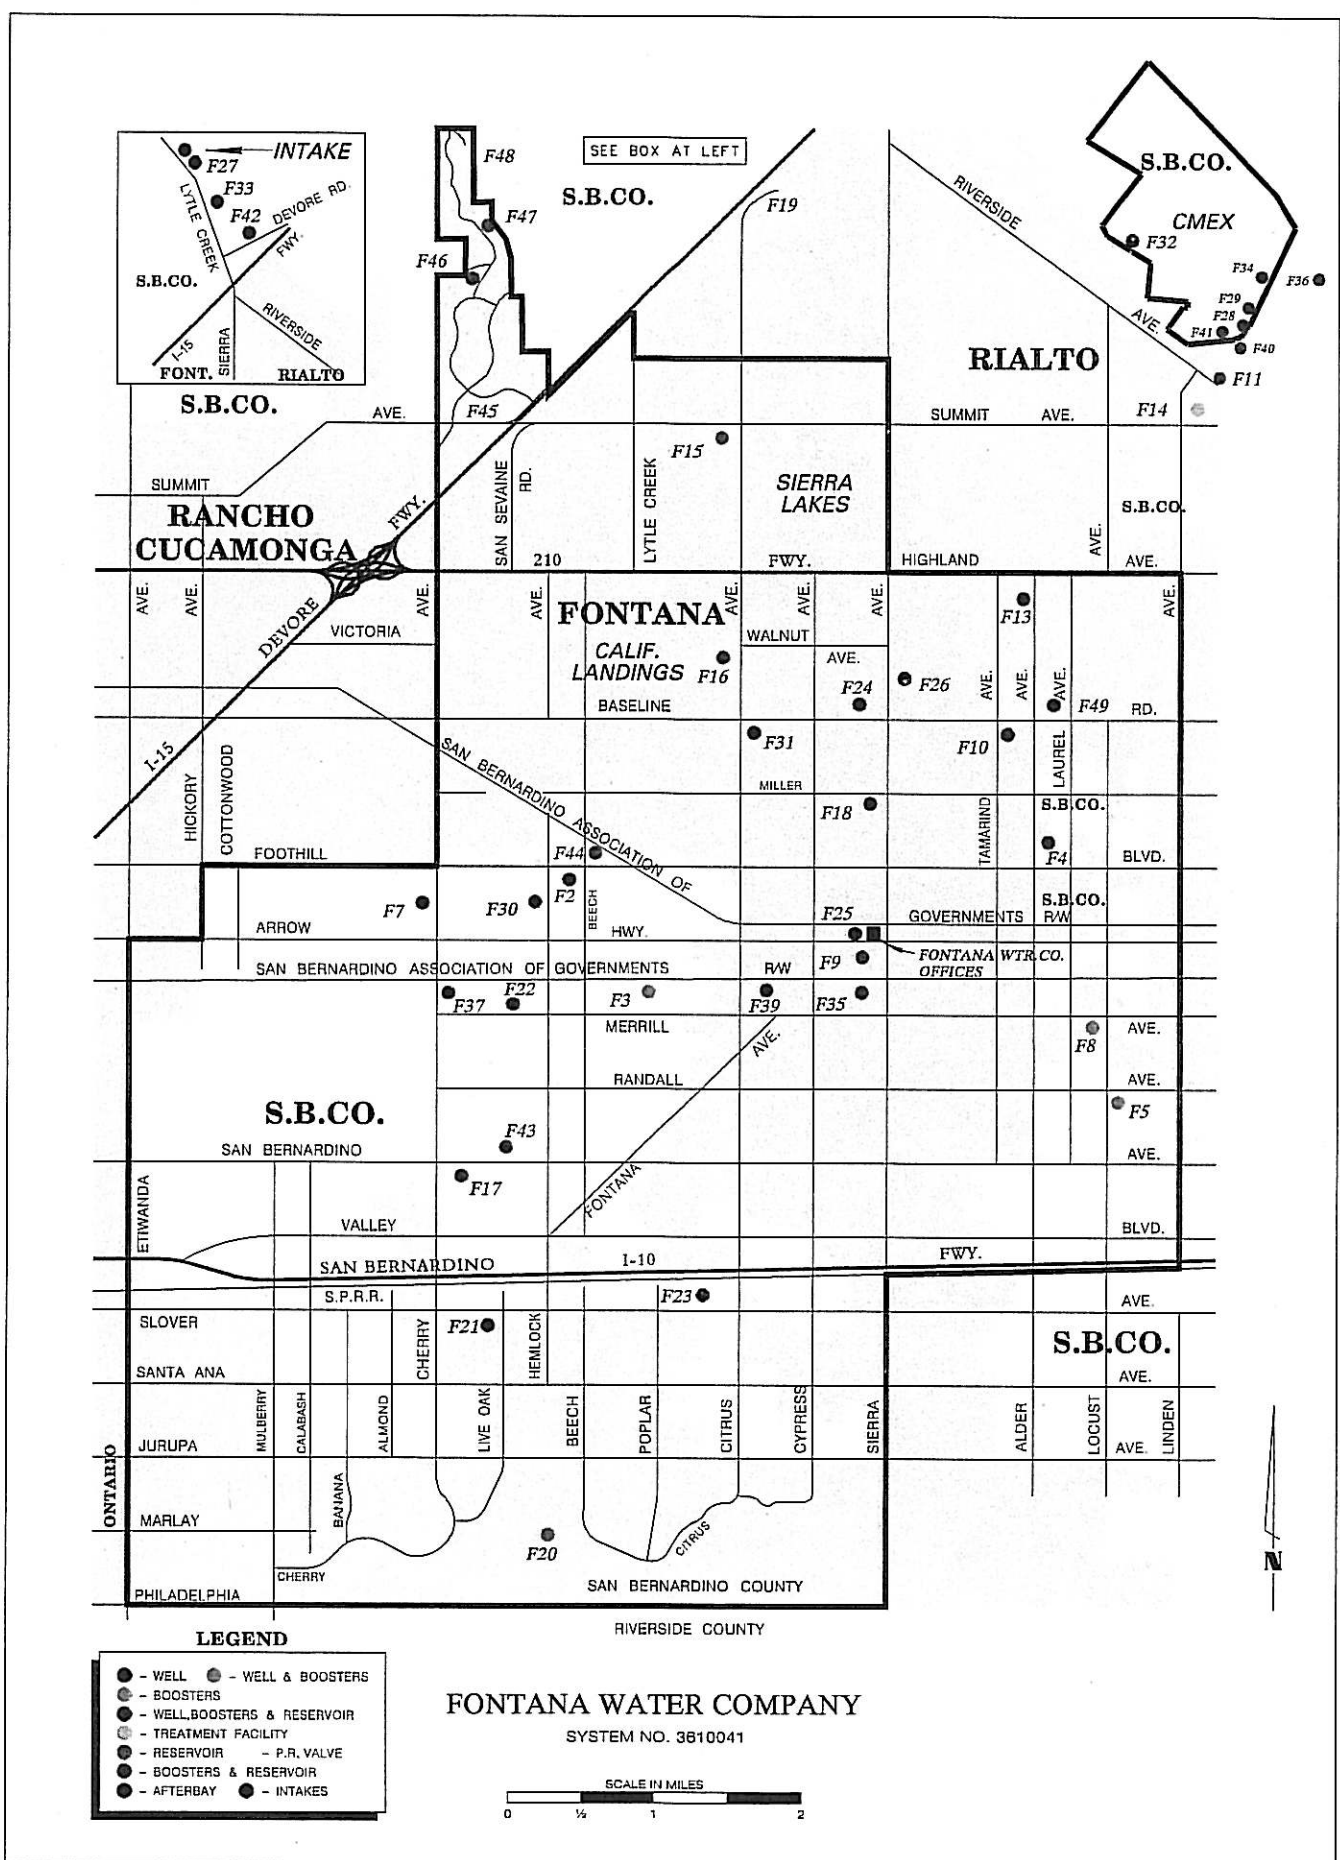 INTAKE
F27
F33
F42
DEVORE RD.
LYTLE CREEK
FWY.
S.B.CO.
RIVERSIDE
I-15
SIERRA
FONT.
RIALTO
SEE BOX AT LEFT
S.B.CO.
F48
F47
F46
F45
F19
RIVERSIDE
AVE.
S.B.CO.
CMEX
F32
F34
F36
F29
F28
F41
F40
F11
F14
RIALTO
S.B.CO.
AVE.
SUMMIT
AVE.
SUMMIT
F15
SAN SEVAINE
RD.
LYTLE CREEK
SIERRA
LAKES
S.B.CO.
AVE.
RANCHO
CUCAMONGA
FWY.
210
FWY.
HIGHLAND
AVE.
AVE.
AVE.
AVE.
AVE.
AVE.
AVE.
AVE.
AVE.
DEVORE
VICTORIA
FONTANA
WALNUT
AVE.
F13
CALIF.
LANDINGS
F16
F24
F26
AVE.
AVE.
AVE.
BASELINE
F49
RD.
I-15
SAN BERNARDINO ASSOCIATION OF
F31
F10
LAUREL
MILLER
HICKORY
COTTONWOOD
F18
TAMARIND
S.B.CO.
FOOTHILL
F44
F4
BLVD.
F7
F30
F2
BEECH
F25
S.B.CO.
GOVERNMENTS R/W
ARROW
HWY.
SAN BERNARDINO ASSOCIATION OF GOVERNMENTS
R/W
F9
FONTANA WTR.CO.
OFFICES
F37
F22
F3
F39
F35
MERRILL
AVE.
F8
AVE.
RANDALL
AVE.
S.B.CO.
F5
F43
SAN BERNARDINO
AVE.
F17
FONTANA
ETIWANDA
VALLEY
BLVD.
SAN BERNARDINO
I-10
FWY.
S.P.R.R.
F23
AVE.
SLOVER
F21
CHERRY
HEMLOCK
S.B.CO.
SANTA ANA
AVE.
MULBERRY
CALABASH
ALMOND
LIVE OAK
BEECH
POPLAR
CITRUS
CYPRESS
SIERRA
ALDER
LOCUST
LINDEN
JURUPA
AVE.
ONTARIO
BANANA
MARLAY
CITRUS
F20
N
CHERRY
SAN BERNARDINO COUNTY
PHILADELPHIA
RIVERSIDE COUNTY
LEGEND
- WELL - WELL & BOOSTERS
- BOOSTERS
- WELL,BOOSTERS & RESERVOIR
- TREATMENT FACILITY
- RESERVOIR - P.R. VALVE
- BOOSTERS & RESERVOIR
- AFTERBAY - INTAKES
FONTANA WATER COMPANY
SYSTEM NO. 3610041
SCALE IN MILES
0 ½ 1 2